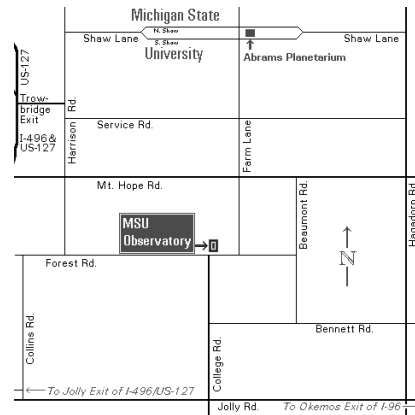 Michigan State
Shaw Lane
N. Shaw
S. Shaw
Shaw Lane
University
Abrams Planetarium
US-127
Trow-
bridge
Exit
I-496&
US-127
Harrison Rd.
Service Rd.
Farm Lane
Mt. Hope Rd.
Beaumont Rd.
Hagadorn Rd.
MSU
Observatory
N
Forest Rd.
Collins Rd.
Bennett Rd.
College Rd.
To Jolly Exit of I-496/US-127
Jolly Rd.
To Okemos Exit of I-96